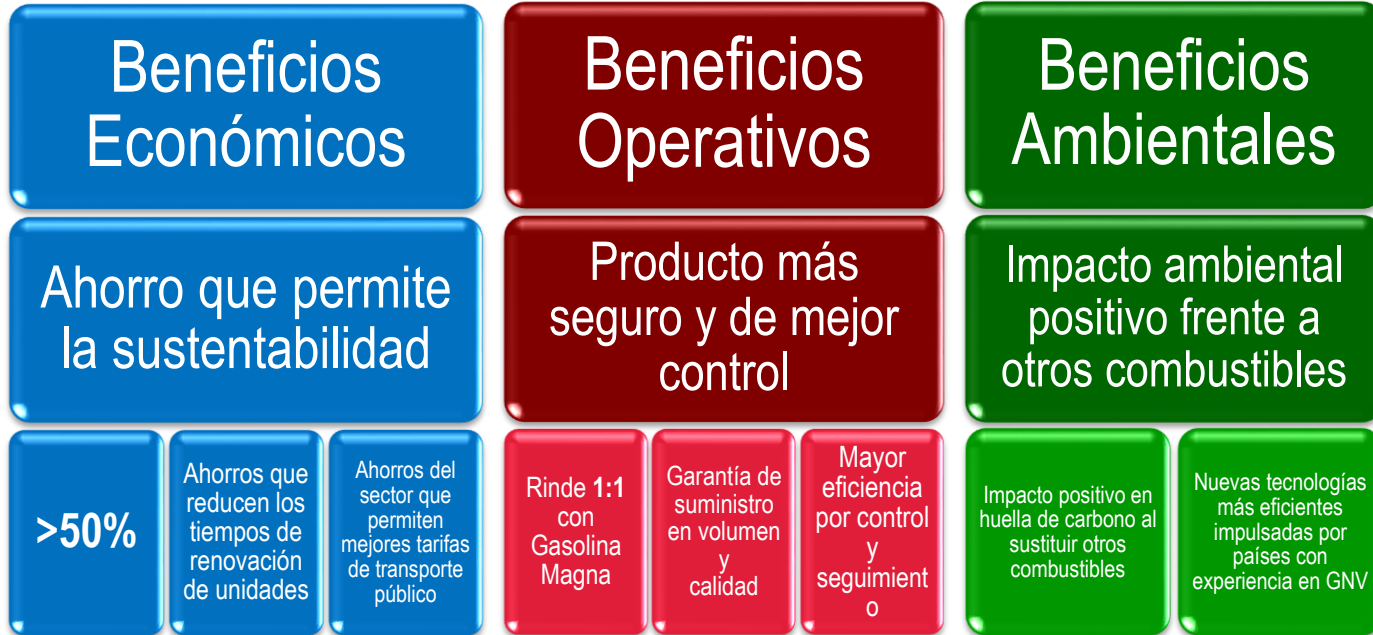 Beneficios
Económicos
Ahorro que permite
la sustentabilidad
>50%
Ahorros que
reducen los
tiempos de
renovación
de unidades
Ahorros del
sector que
permiten
mejores tarifas
de transporte
público
Beneficios
Operativos
Producto más
seguro y de mejor
control
Rinde 1:1
con
Gasolina
Magna
Garantía de
suministro
en volumen
y
calidad
Mayor
eficiencia
por control
y
seguimient
o
Beneficios
Ambientales
Impacto ambiental
positivo frente a
otros combustibles
Impacto positivo en
huella de carbono al
sustituir otros
combustibles
Nuevas tecnologías
más eficientes
impulsadas por
países con
experiencia en GNV